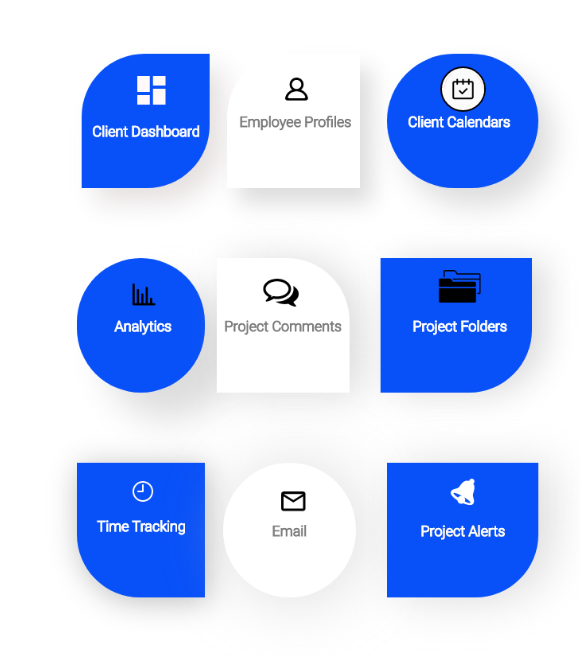 Client Dashboard
Employee Profiles
Client Calendars
Analytics
Project Comments
Project Folders
Time Tracking
Email
Project Alerts